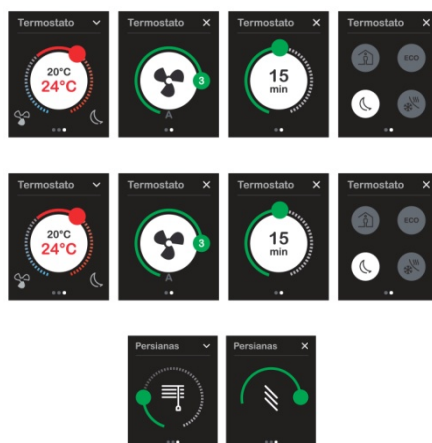 Termostato
20°C
24°C
Termostato
3
A
Termostato
15
min
Termostato
ECO
Termostato
20°C
24°C
Termostato
3
A
Termostato
15
min
Termostato
ECO
Persianas
Persianas